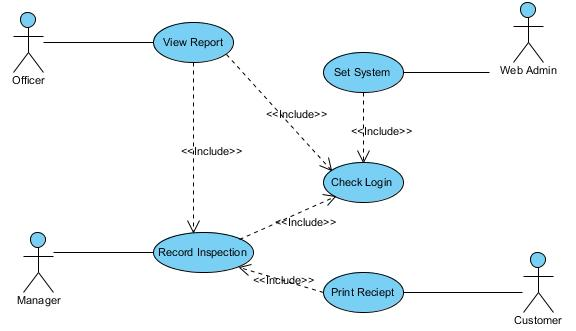 View Report
Set System
Officer
Web Admin
<<Include>>
<<Include>>
<<Include>>
Check Login
<<Include>>
Record Inspection
<<Include>>
Print Reciept
Manager
Customer